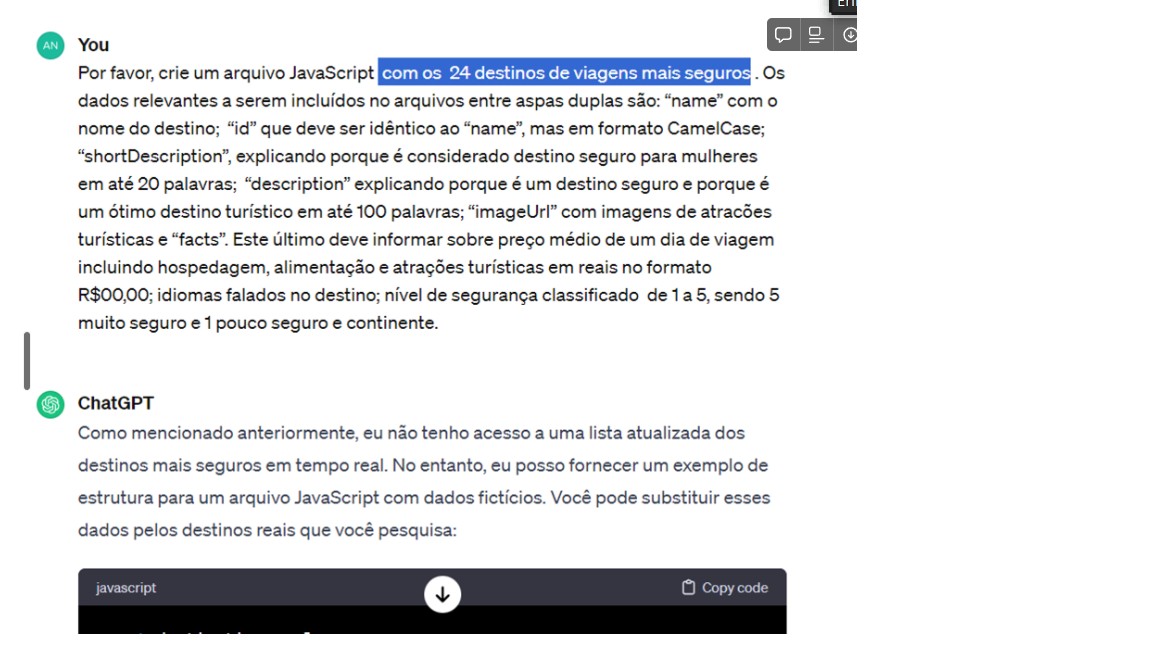 AN
You
Por favor, crie um arquivo JavaScript com os 24 destinos de viagens mais seguros . Os
dados relevantes a serem incluídos no arquivos entre aspas duplas são: “name” com o
nome do destino; “id” que deve ser idêntico ao “name”, mas em formato CamelCase;
“shortDescription”, explicando porque é considerado destino seguro para mulheres
em até 20 palavras; “description” explicando porque é um destino seguro e porque é
um ótimo destino turístico em até 100 palavras; “imageUrl” com imagens de atracões
turísticas e “facts”. Este último deve informar sobre preço médio de um dia de viagem
incluindo hospedagem, alimentação e atrações turísticas em reais no formato
R$00,00; idiomas falados no destino; nível de segurança classificado de 1 a 5, sendo 5
muito seguro e 1 pouco seguro e continente.
ChatGPT
Como mencionado anteriormente, eu não tenho acesso a uma lista atualizada dos
destinos mais seguros em tempo real. No entanto, eu posso fornecer um exemplo de
estrutura para um arquivo JavaScript com dados fictícios. Você pode substituir esses
dados pelos destinos reais que você pesquisa:
javascript
Copy code